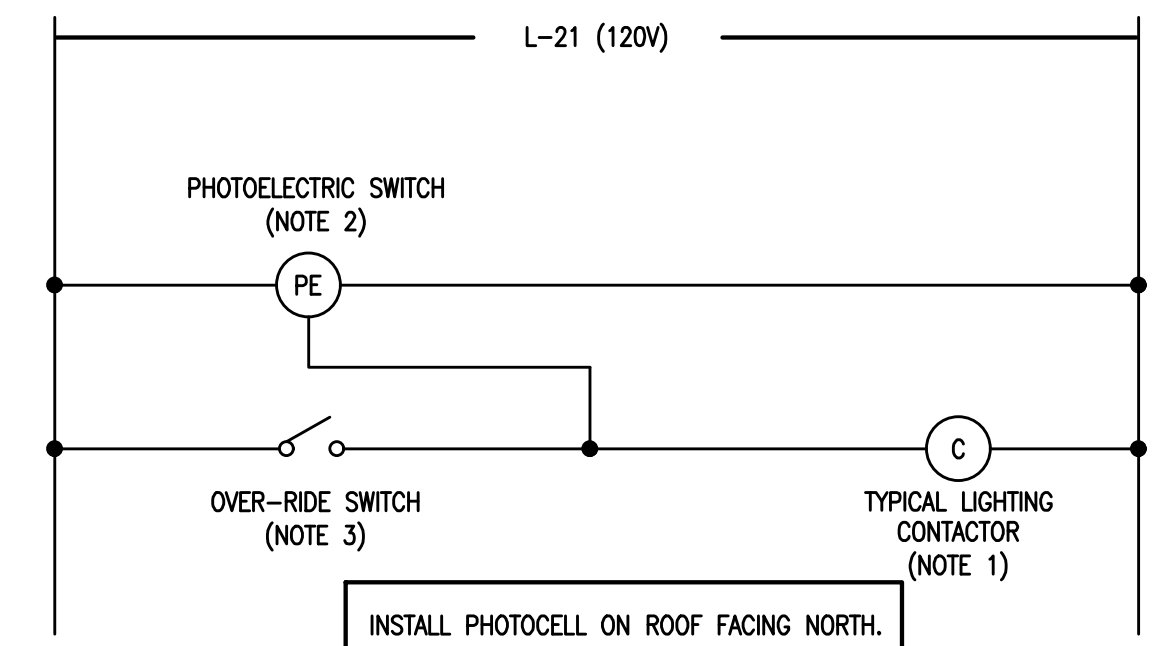 L-21 (120V)
PHOTOELECTRIC SWITCH
(NOTE 2)
PE
C
OVER-RIDE SWITCH
(NOTE 3)
TYPICAL LIGHTING
CONTACTOR
(NOTE 1)
INSTALL PHOTOCELL ON ROOF FACING NORTH.